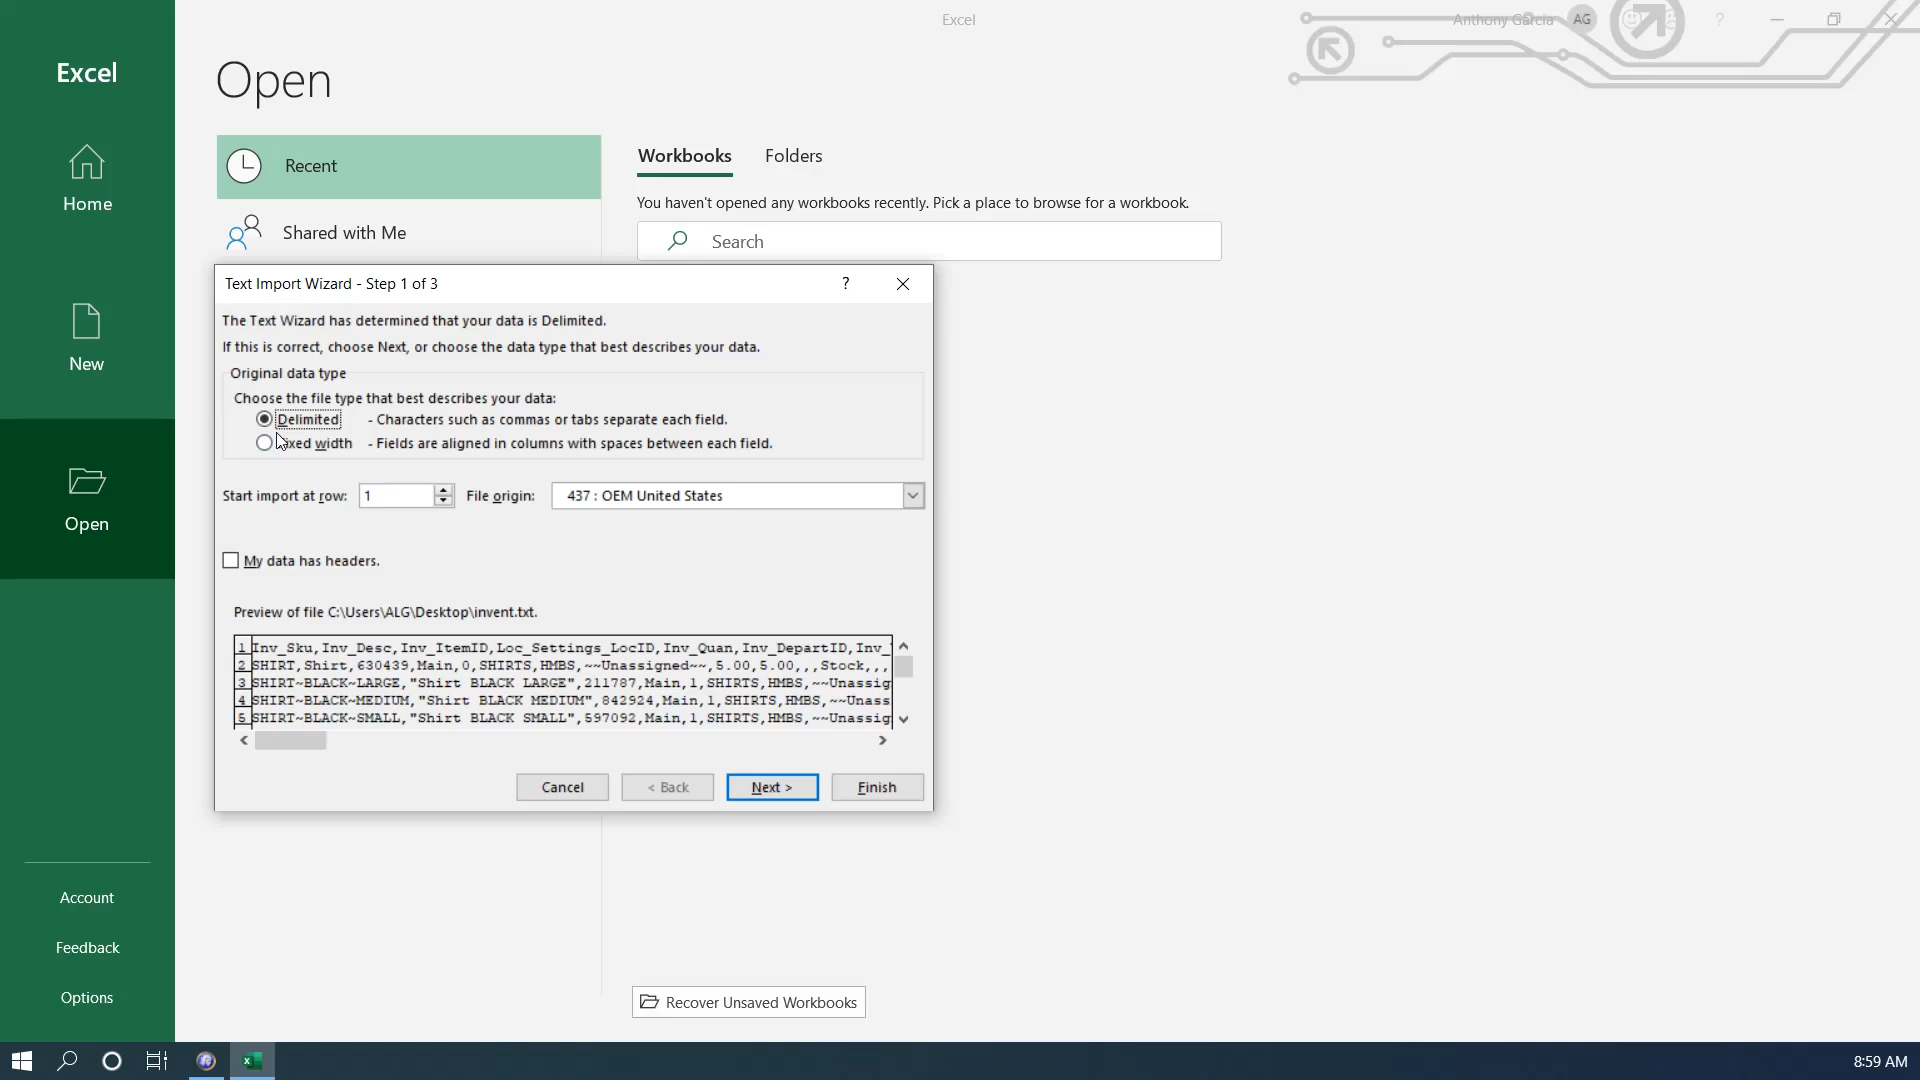 Excel
Anthony Garcia AG ?
Excel
Open
Home
Recent
Shared with Me
Workbooks Folders
You haven't opened any workbooks recently. Pick a place to browse for a workbook.
Search
New
Open
Text Import Wizard - Step 1 of 3 ?
The Text Wizard has determined that your data is Delimited.
If this is correct, choose Next, or choose the data type that best describes your data.
Original data type
Choose the file type that best describes your data:
Delimited - Characters such as commas or tabs separate each field.
width - Fields are aligned in columns with spaces between each field.
Start import at row: 1 File origin: 437 : OEM United States
My data has headers.
Preview of file C:\Users\ALG\Desktop\invent.txt.
1 Inv_Sku,Inv_Desc,Inv_ItemID,Loc_Settings_LocID,Inv_Quan,Inv_DepartID,Inv_
2 SHIRT,Shirt,630439,Main,0,SHIRTS,HMBS,~~Unassigned~~,5.00,5.00,,,Stock,,,
3 SHIRT~BLACK~LARGE,"Shirt BLACK LARGE",211787,Main,1,SHIRTS,HMBS,~~Unassig
4 SHIRT~BLACK~MEDIUM,"Shirt BLACK MEDIUM",842924,Main,1,SHIRTS,HMBS,~~Unass
5 SHIRT~BLACK~SMALL,"Shirt BLACK SMALL",597092,Main,1,SHIRTS,HMBS,~~Unassig
Cancel < Back Next > Finish
Account
Feedback
Options
Recover Unsaved Workbooks
8:59 AM